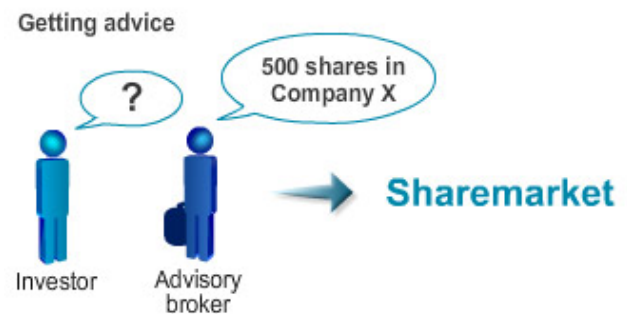 Getting advice
?
500 shares in
Company X
Sharemarket
Investor
Advisory
broker